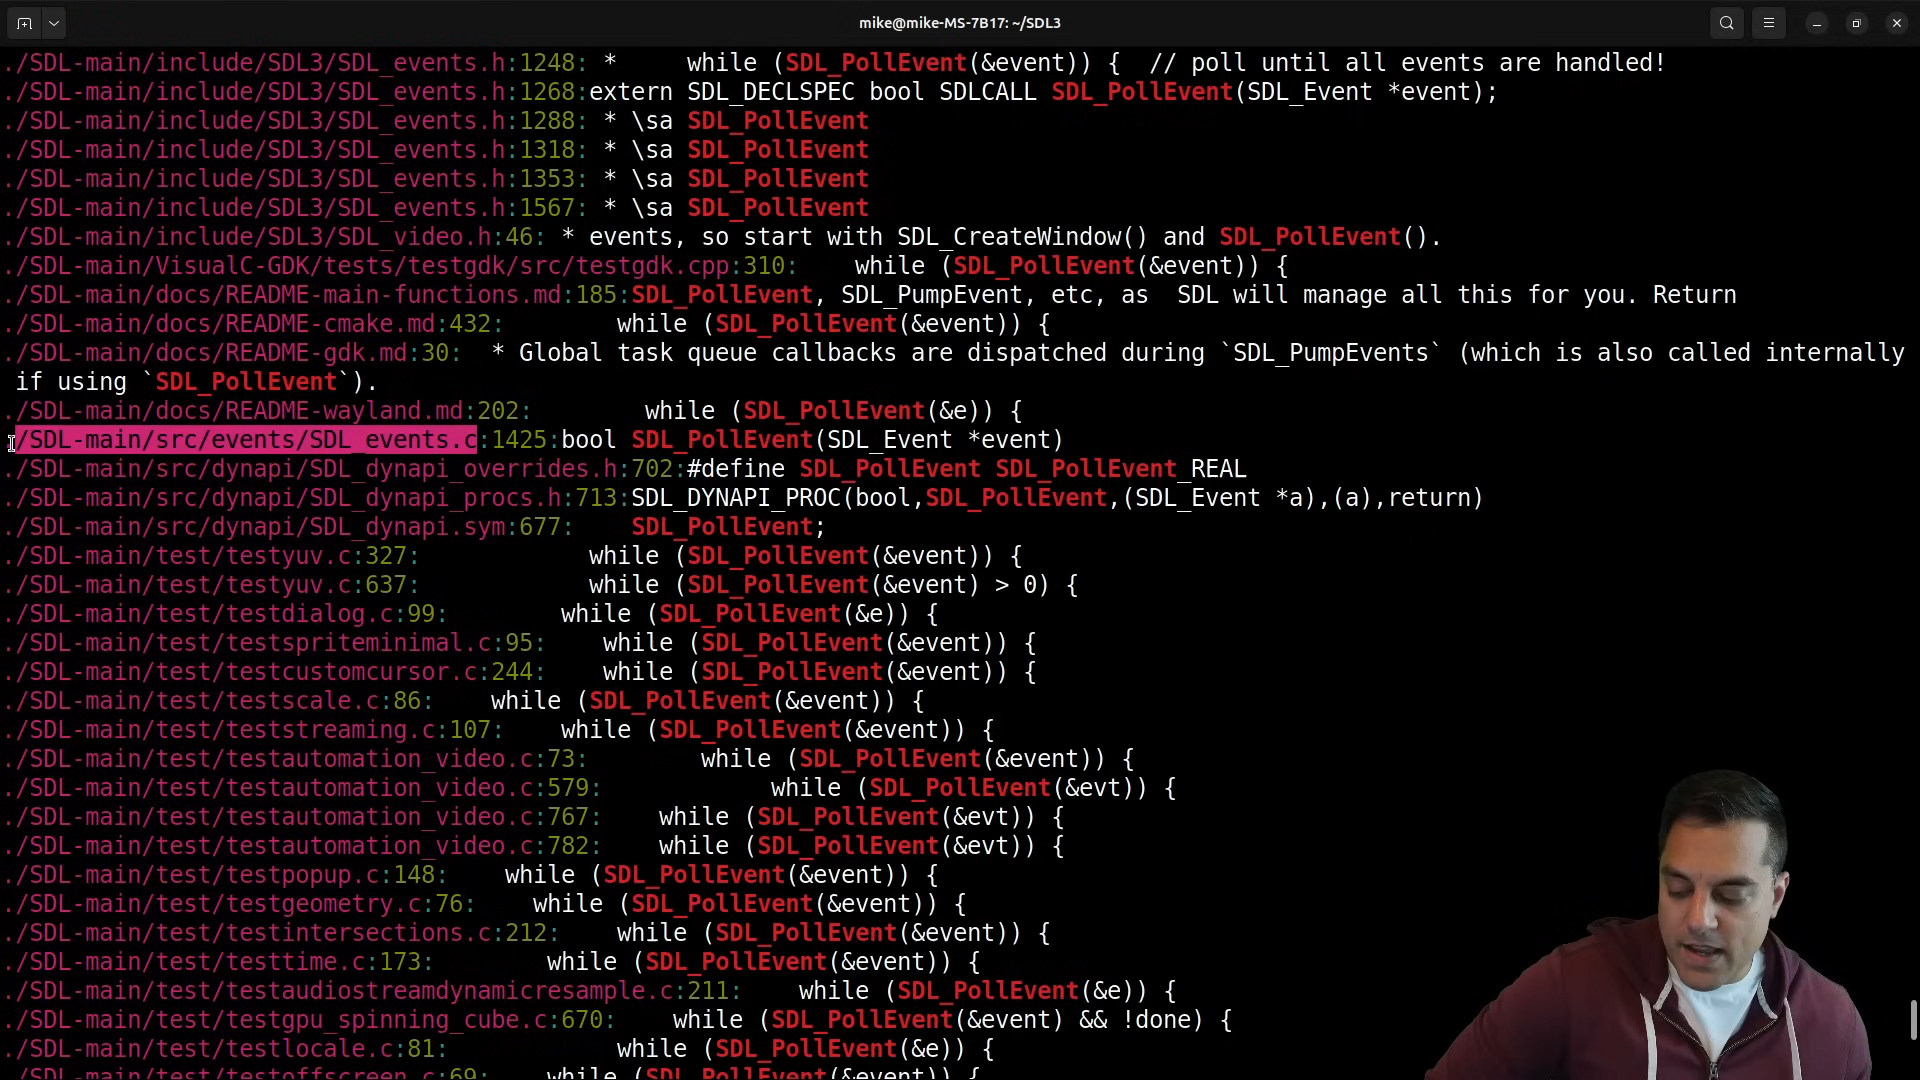 mike@mike-MS-7B17: ~/SDL3
./SDL-main/include/SDL3/SDL_events.h:1248: *     while (SDL_PollEvent(&event)) {  // poll until all events are handled!
./SDL-main/include/SDL3/SDL_events.h:1268:extern SDL_DECLSPEC bool SDLCALL SDL_PollEvent(SDL_Event *event);
./SDL-main/include/SDL3/SDL_events.h:1288: * \sa SDL_PollEvent
./SDL-main/include/SDL3/SDL_events.h:1318: * \sa SDL_PollEvent
./SDL-main/include/SDL3/SDL_events.h:1353: * \sa SDL_PollEvent
./SDL-main/include/SDL3/SDL_events.h:1567: * \sa SDL_PollEvent
./SDL-main/include/SDL3/SDL_video.h:46: * events, so start with SDL_CreateWindow() and SDL_PollEvent().
./SDL-main/VisualC-GDK/tests/testgdk/src/testgdk.cpp:310:    while (SDL_PollEvent(&event)) {
./SDL-main/docs/README-main-functions.md:185:SDL_PollEvent, SDL_PumpEvent, etc, as  SDL will manage all this for you. Return
./SDL-main/docs/README-cmake.md:432:        while (SDL_PollEvent(&event)) {
./SDL-main/docs/README-gdk.md:30:  * Global task queue callbacks are dispatched during `SDL_PumpEvents` (which is also called internally
if using `SDL_PollEvent`).
./SDL-main/docs/README-wayland.md:202:        while (SDL_PollEvent(&e)) {
./SDL-main/src/events/SDL_events.c:1425:bool SDL_PollEvent(SDL_Event *event)
./SDL-main/src/dynapi/SDL_dynapi_overrides.h:702:#define SDL_PollEvent SDL_PollEvent_REAL
./SDL-main/src/dynapi/SDL_dynapi_procs.h:713:SDL_DYNAPI_PROC(bool,SDL_PollEvent,(SDL_Event *a),(a),return)
./SDL-main/src/dynapi/SDL_dynapi.sym:677:    SDL_PollEvent;
./SDL-main/test/testyuv.c:327:            while (SDL_PollEvent(&event)) {
./SDL-main/test/testyuv.c:637:            while (SDL_PollEvent(&event) > 0) {
./SDL-main/test/testdialog.c:99:        while (SDL_PollEvent(&e)) {
./SDL-main/test/testspriteminimal.c:95:    while (SDL_PollEvent(&event)) {
./SDL-main/test/testcustomcursor.c:244:    while (SDL_PollEvent(&event)) {
./SDL-main/test/testscale.c:86:    while (SDL_PollEvent(&event)) {
./SDL-main/test/teststreaming.c:107:    while (SDL_PollEvent(&event)) {
./SDL-main/test/testautomation_video.c:73:        while (SDL_PollEvent(&event)) {
./SDL-main/test/testautomation_video.c:579:            while (SDL_PollEvent(&evt)) {
./SDL-main/test/testautomation_video.c:767:    while (SDL_PollEvent(&evt)) {
./SDL-main/test/testautomation_video.c:782:    while (SDL_PollEvent(&evt)) {
./SDL-main/test/testpopup.c:148:    while (SDL_PollEvent(&event)) {
./SDL-main/test/testgeometry.c:76:    while (SDL_PollEvent(&event)) {
./SDL-main/test/testintersections.c:212:    while (SDL_PollEvent(&event)) {
./SDL-main/test/testtime.c:173:        while (SDL_PollEvent(&event)) {
./SDL-main/test/testaudiostreamdynamicresample.c:211:    while (SDL_PollEvent(&e)) {
./SDL-main/test/testgpu_spinning_cube.c:670:    while (SDL_PollEvent(&event) && !done) {
./SDL-main/test/testlocale.c:81:            while (SDL_PollEvent(&e)) {
./SDL-main/test/testoffscreen.c:69:        while (SDL_PollEvent(&event)) {